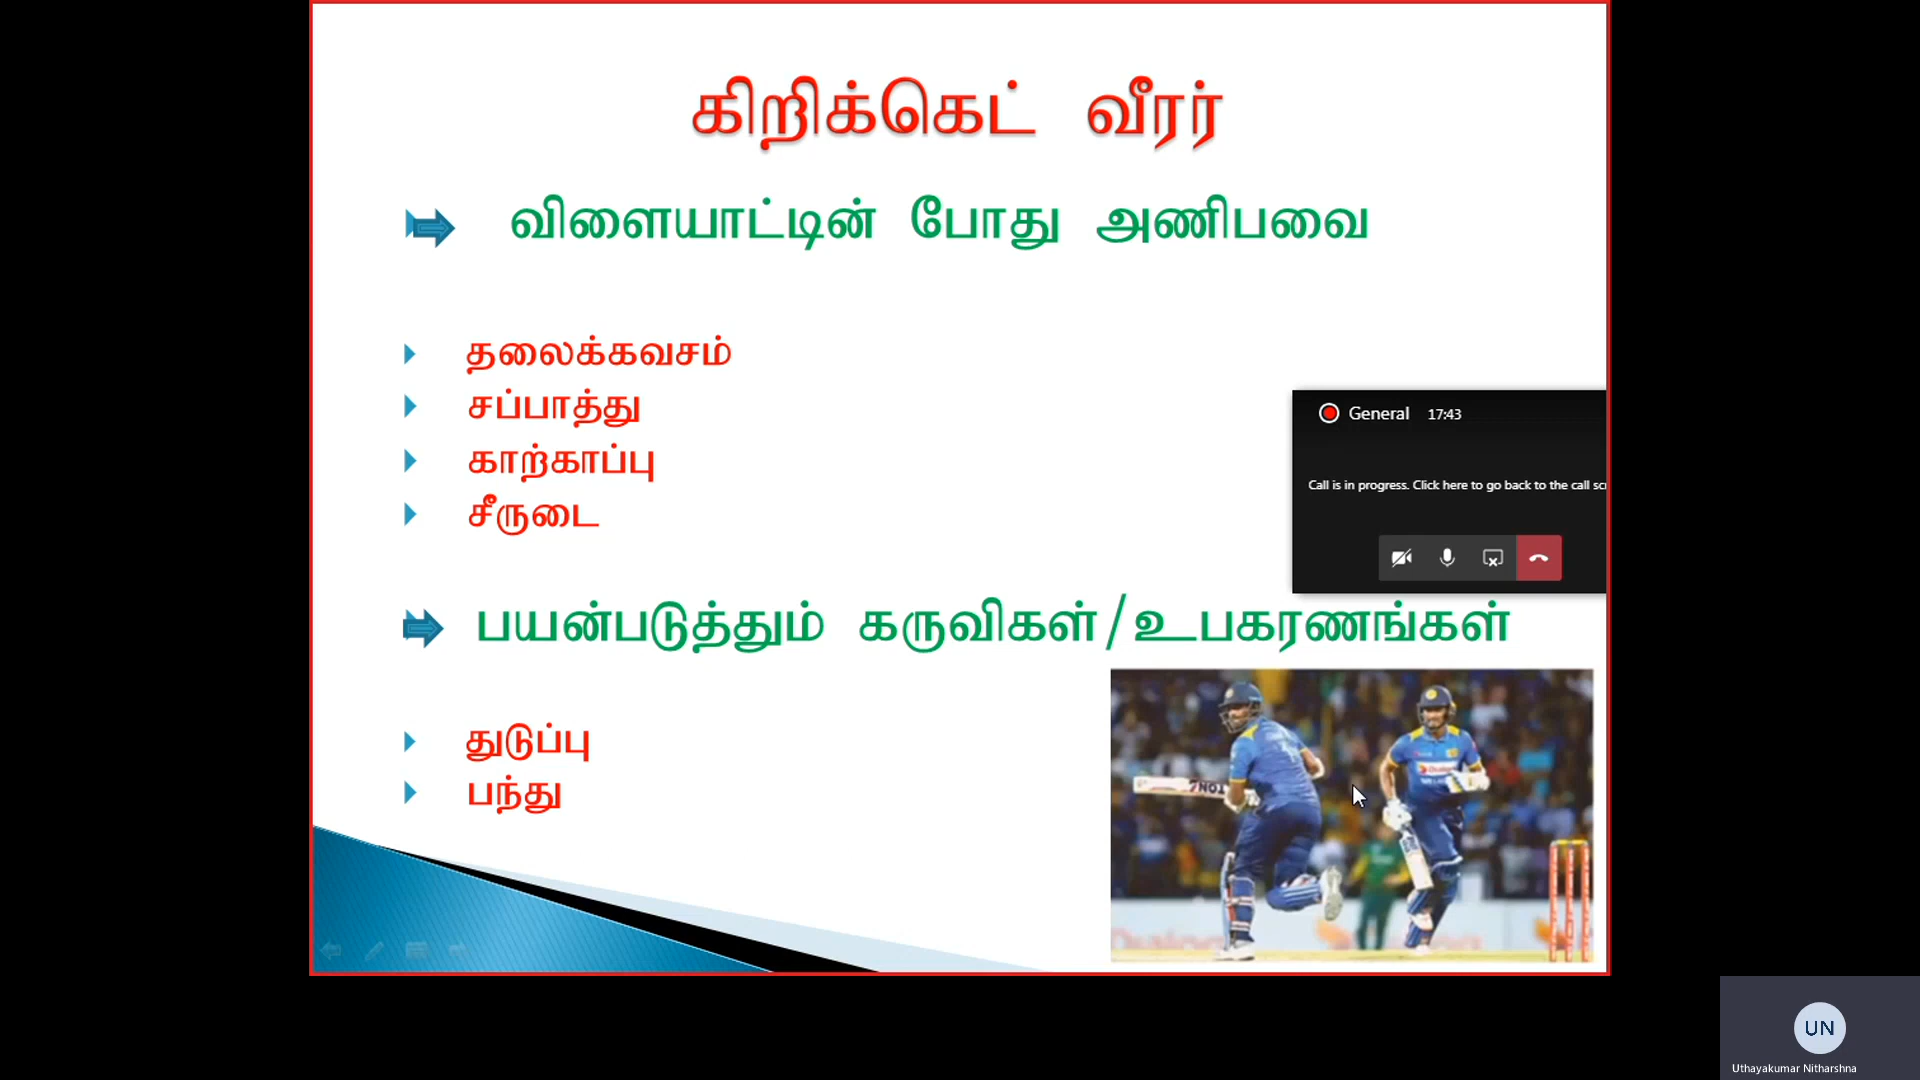 கிறிக்கெட் வீரர்
விளையாட்டின் போது அணிபவை
தலைக்கவசம்
சப்பாத்து
காற்காப்பு
சீருடை
General 17:43
Call is in progress. Click here to go back to the call scr
பயன்படுத்தும் கருவிகள்/உபகரணங்கள்
துடுப்பு
பந்து
UN
Uthayakumar Nitharshna